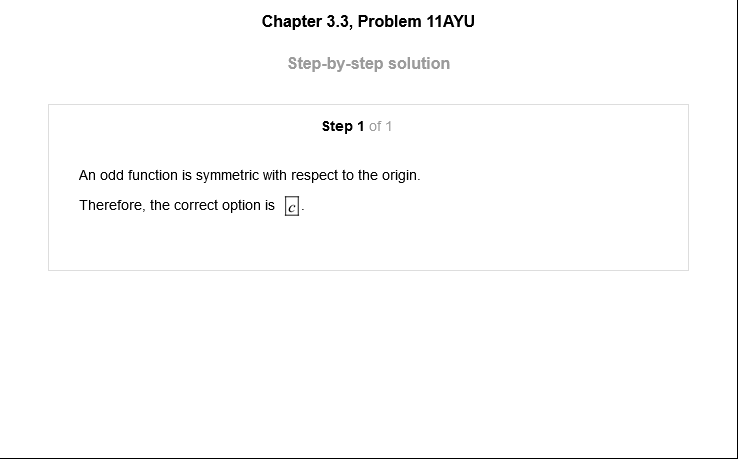 Chapter 3.3, Problem 11AYU
Step-by-step solution
Step 1 of 1
An odd function is symmetric with respect to the origin.
Therefore, the correct option is c.